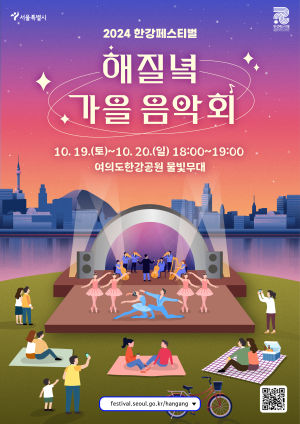 서울특별시
2024 한강페스티벌
해질녘
가을 음악회
10. 19.(토)~10. 20.(일) 18:00~19:00
여의도한강공원 물빛무대
festival.seoul.go.kr/hangang